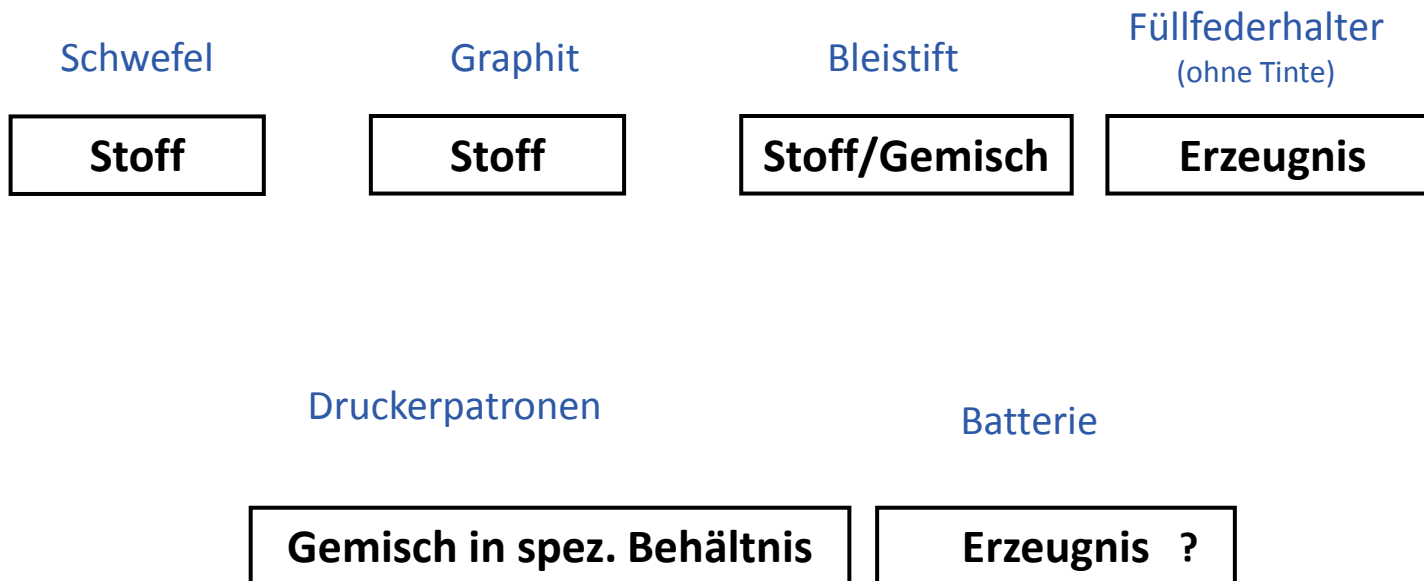 Schwefel
Graphit
Bleistift
Füllfederhalter
(ohne Tinte)
Stoff
Stoff
Stoff/Gemisch
Erzeugnis
Druckerpatronen
Batterie
Gemisch in spez. Behältnis
Erzeugnis ?